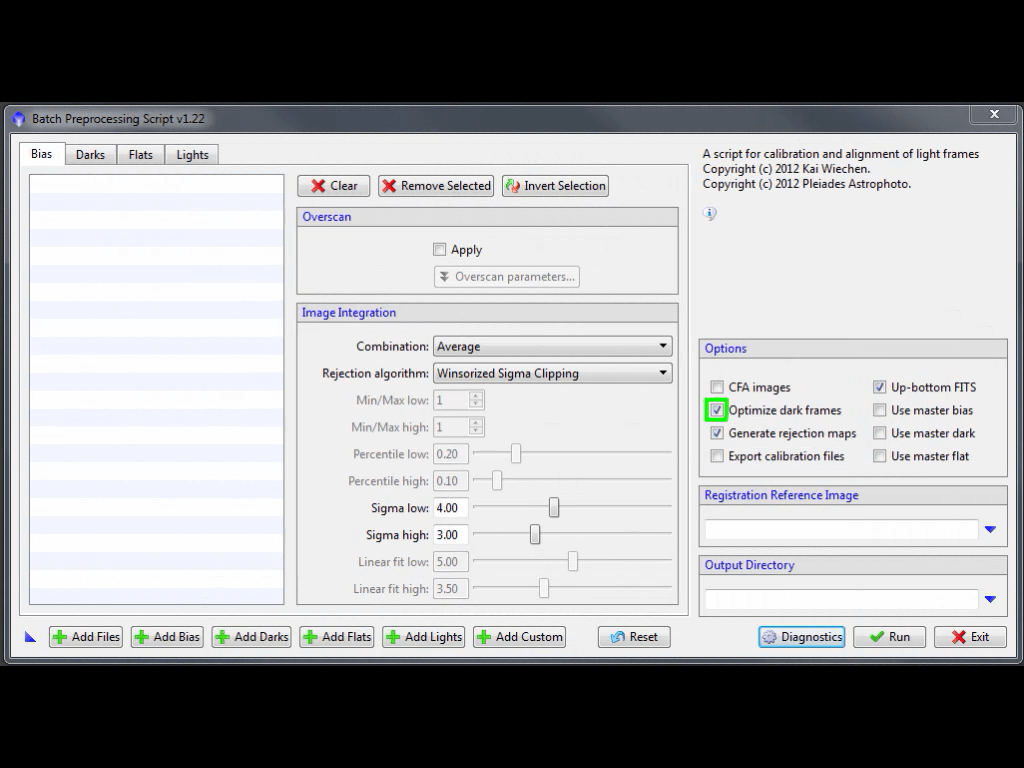 Batch Preprocessing Script v1.22
Bias Darks Flats Lights
Clear Remove Selected Invert Selection
Overscan
Apply
Overscan parameters...
Image Integration
Combination: Average
Rejection algorithm: Winsorized Sigma Clipping
Min/Max low: 1
Min/Max high: 1
Percentile low: 0.20
Percentile high: 0.10
Sigma low: 4.00
Sigma high: 3.00
Linear fit low: 5.00
Linear fit high: 3.50
A script for calibration and alignment of light frames
Copyright (c) 2012 Kai Wiechen.
Copyright (c) 2012 Pleiades Astrophoto.
Options
CFA images Up-bottom FITS
Optimize dark frames Use master bias
Generate rejection maps Use master dark
Export calibration files Use master flat
Registration Reference Image
Output Directory
Add Files Add Bias Add Darks Add Flats Add Lights Add Custom Reset Diagnostics Run Exit